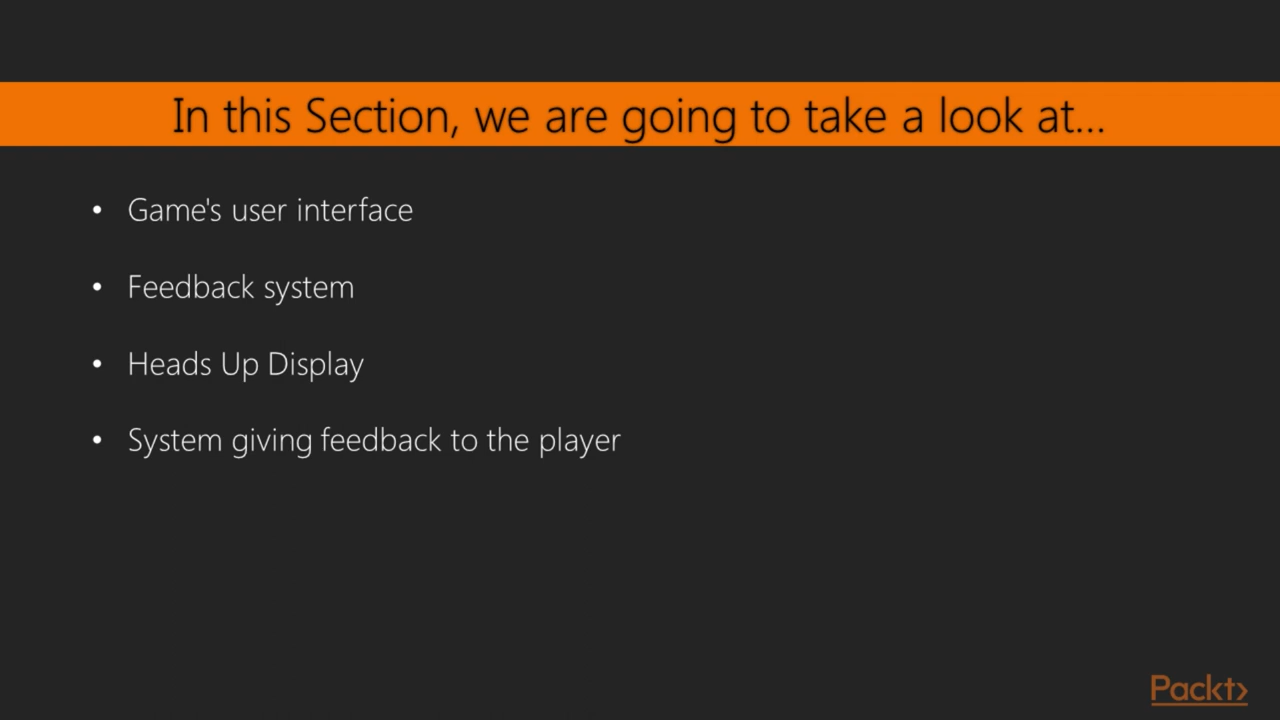 In this Section, we are going to take a look at...
• Game's user interface
• Feedback system
• Heads Up Display
• System giving feedback to the player
Packt>